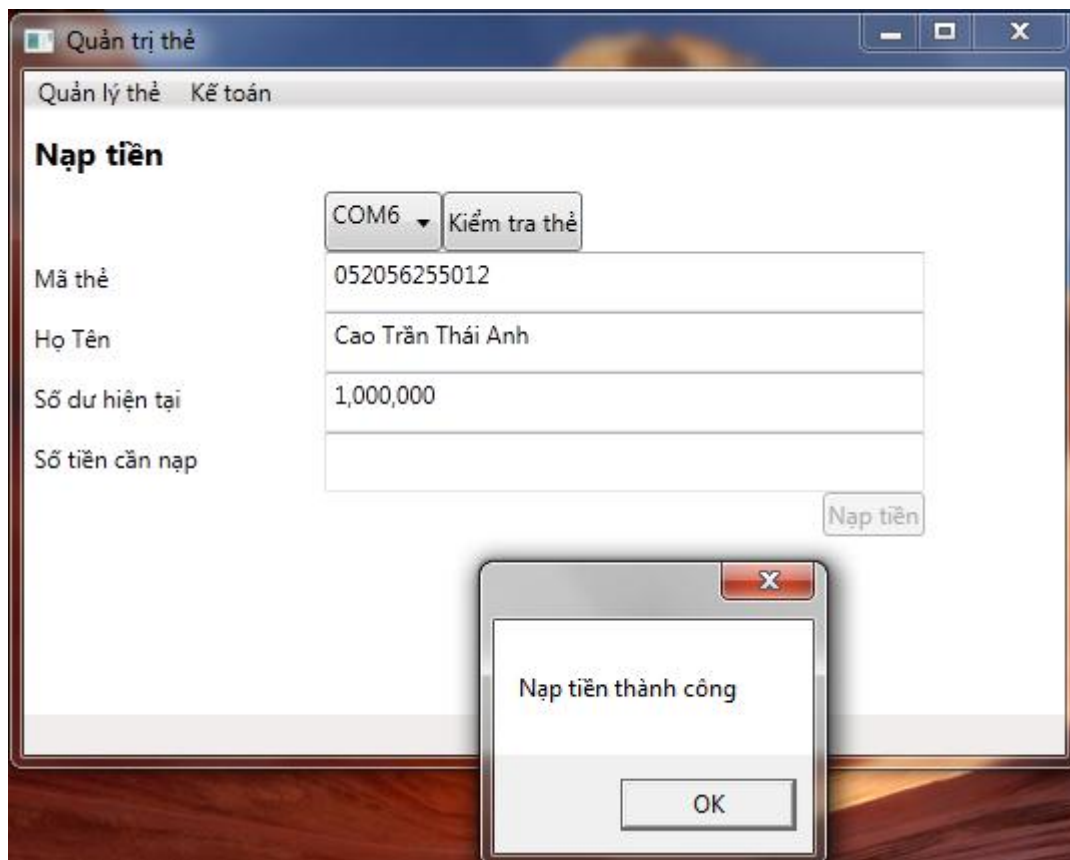 Quản trị thẻ
Quản lý thẻ Kế toán
Nạp tiền
COM6 Kiểm tra thẻ
Mã thẻ 052056255012
Họ Tên Cao Trần Thái Anh
Số dư hiện tại 1,000,000
Số tiền cần nạp
Nạp tiền
Nạp tiền thành công
OK